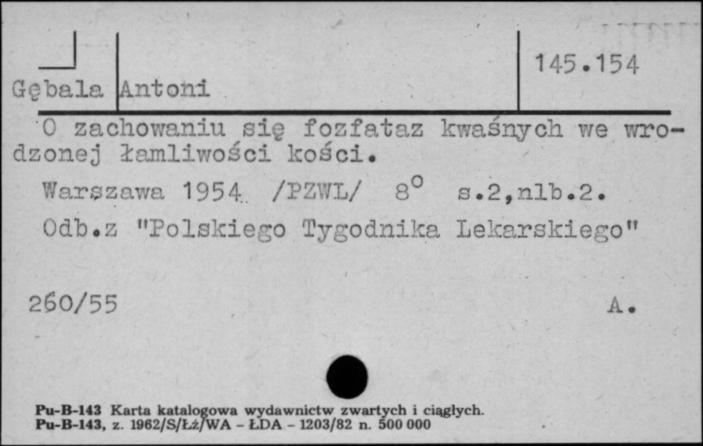 145.154
Gębala Antoni
O zachowaniu się fozfataz kwaśnych we wro-
dzonej łamliwości kości.
Warszawa 1954 /PZWL/ 8° s.2,nlb.2.
Odb.z "Polskiego Tygodnika Lekarskiego"
260/55 A.
Pu-B-143 Karta katalogowa wydawnictw zwartych i ciągłych.
Pu-B-143, z. 1962/S/Łż/WA - ŁDA - 1203/82 n. 500 000